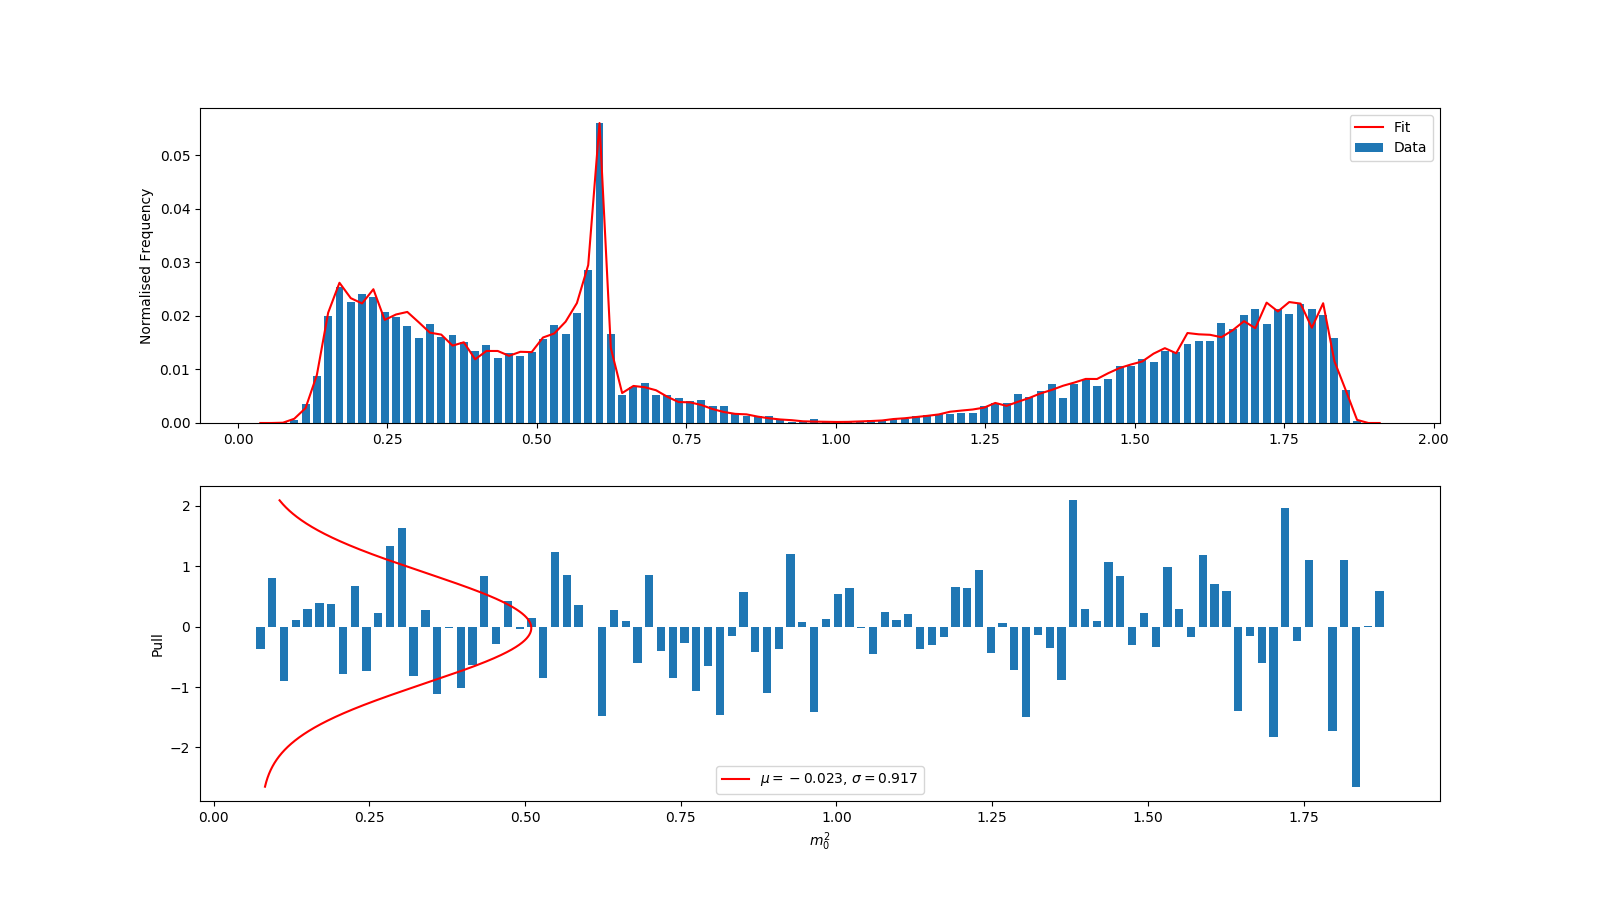 Fit
Data
Normalised Frequency
0.05
0.04
0.03
0.02
0.01
0.00
0.00 0.25 0.50 0.75 1.00 1.25 1.50 1.75 2.00
Pull
2
1
0
−1
−2
μ = −0.023, σ = 0.917
0.00 0.25 0.50 0.75 1.00 1.25 1.50 1.75
m₀²